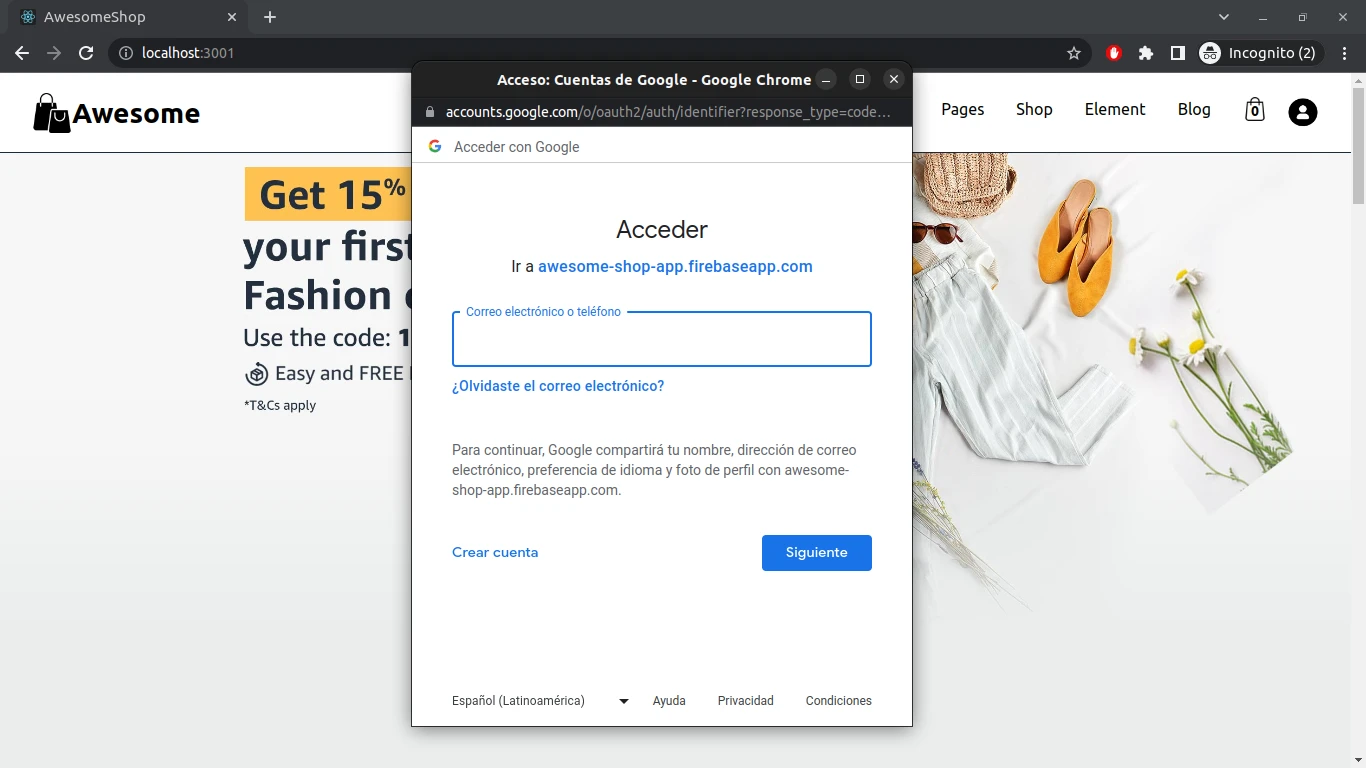 AwesomeShop
localhost:3001
Incognito (2)
Acceso: Cuentas de Google - Google Chrome
accounts.google.com/o/oauth2/auth/identifier?response_type=code…
Awesome
Pages
Shop
Element
Blog
0
Acceder con Google
Get 15%
your first
Fashion
Use the code: 1
Easy and FREE
*T&Cs apply
Acceder
Ir a awesome-shop-app.firebaseapp.com
Correo electrónico o teléfono
¿Olvidaste el correo electrónico?
Para continuar, Google compartirá tu nombre, dirección de correo
electrónico, preferencia de idioma y foto de perfil con awesome-
shop-app.firebaseapp.com.
Crear cuenta
Siguiente
Español (Latinoamérica)
Ayuda
Privacidad
Condiciones